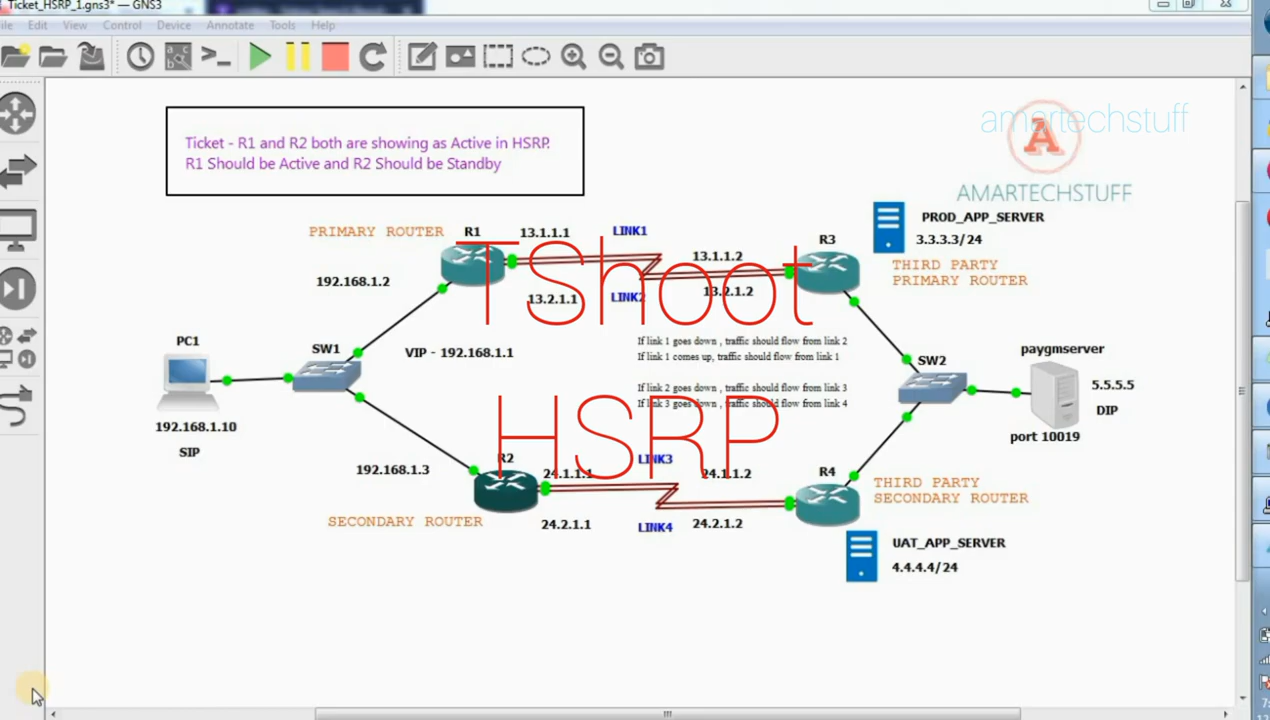 Ticket_HSRP_1.gns3* — GNS3
File Edit View Control Device Annotate Tools Help
amartechstuff
A
AMARTECHSTUFF
Ticket - R1 and R2 both are showing as Active in HSRP.
R1 Should be Active and R2 Should be Standby
PROD_APP_SERVER
3.3.3.3/24
PRIMARY ROUTER
R1
13.1.1.1
LINK1
13.1.1.2
R3
THIRD PARTY
PRIMARY ROUTER
192.168.1.2
13.2.1.1
LINK2
13.2.1.2
TShoot
HSRP
PC1
SW1
VIP - 192.168.1.1
If link 1 goes down , traffic should flow from link 2
If link 1 comes up, traffic should flow from link 1
If link 2 goes down , traffic should flow from link 3
If link 3 goes down , traffic should flow from link 4
SW2
paygmserver
5.5.5.5
DIP
port 10019
192.168.1.10
SIP
192.168.1.3
R2
24.1.1.1
LINK3
24.1.1.2
R4
THIRD PARTY
SECONDARY ROUTER
SECONDARY ROUTER
24.2.1.1
LINK4
24.2.1.2
UAT_APP_SERVER
4.4.4.4/24